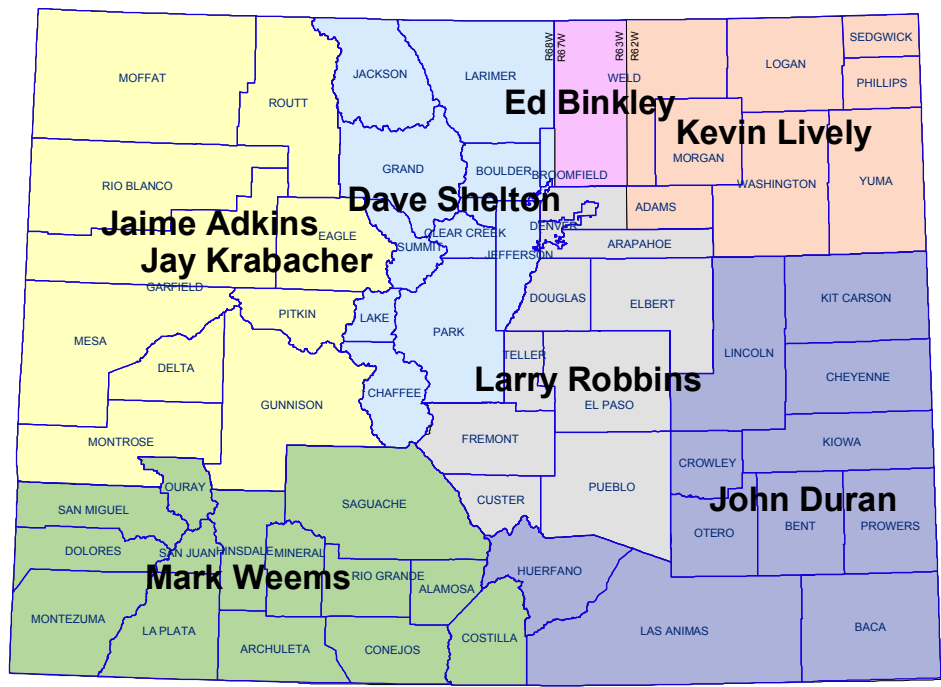 SEDGWICK
R68W
R67W
R63W
R62W
LOGAN
MOFFAT
JACKSON
LARIMER
WELD
PHILLIPS
ROUTT
Ed Binkley
Kevin Lively
MORGAN
GRAND
BOULDER
BROOMFIELD
WASHINGTON
YUMA
RIO BLANCO
Dave Shelton
ADAMS
Jaime Adkins
EAGLE
CLEAR CREEK
DENVER
SUMMIT
ARAPAHOE
JEFFERSON
Jay Krabacher
GARFIELD
PITKIN
LAKE
DOUGLAS
ELBERT
KIT CARSON
PARK
MESA
DELTA
TELLER
LINCOLN
CHEYENNE
Larry Robbins
CHAFFEE
GUNNISON
EL PASO
MONTROSE
FREMONT
KIOWA
CROWLEY
OURAY
PUEBLO
SAGUACHE
CUSTER
John Duran
SAN MIGUEL
OTERO
BENT
PROWERS
DOLORES
SAN JUAN
HINSDALE
MINERAL
HUERFANO
Mark Weems
RIO GRANDE
ALAMOSA
MONTEZUMA
LA PLATA
COSTILLA
LAS ANIMAS
BACA
ARCHULETA
CONEJOS